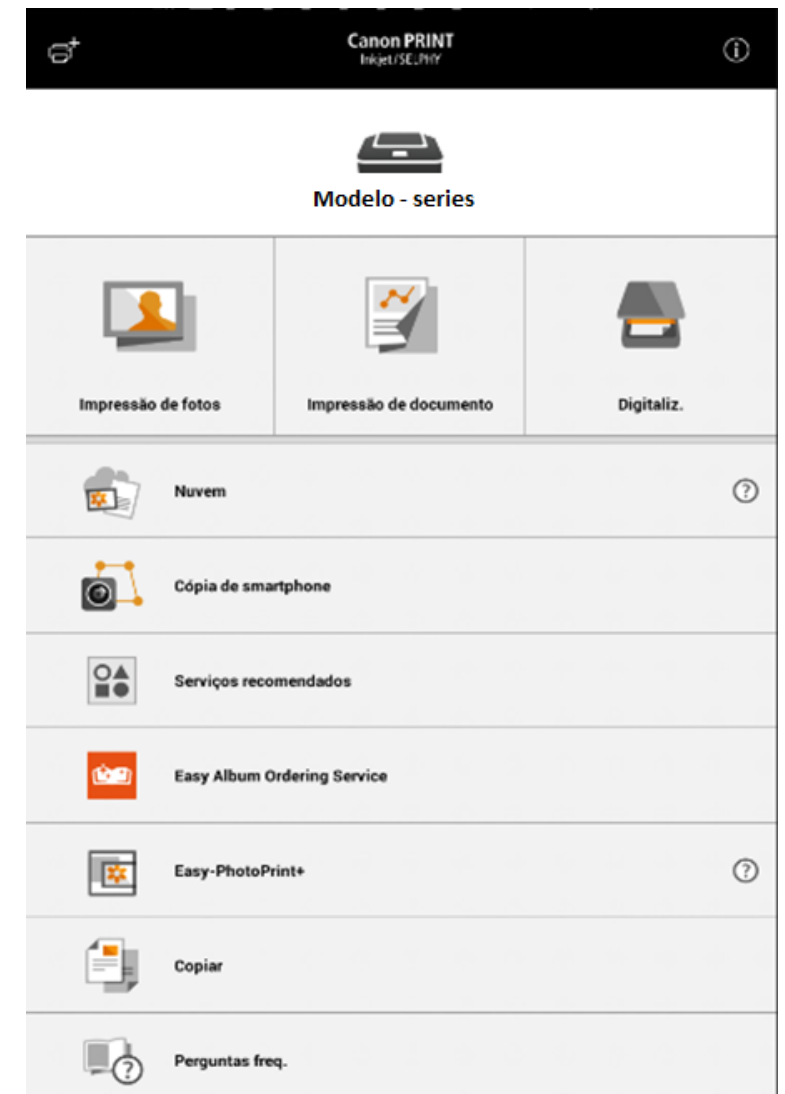 Canon PRINT
Inkjet/SELPHY
Modelo - series
Impressão de fotos
Impressão de documento
Digitaliz.
Nuvem
Cópia de smartphone
Serviços recomendados
Easy Album Ordering Service
Easy-PhotoPrint+
Copiar
Perguntas freq.